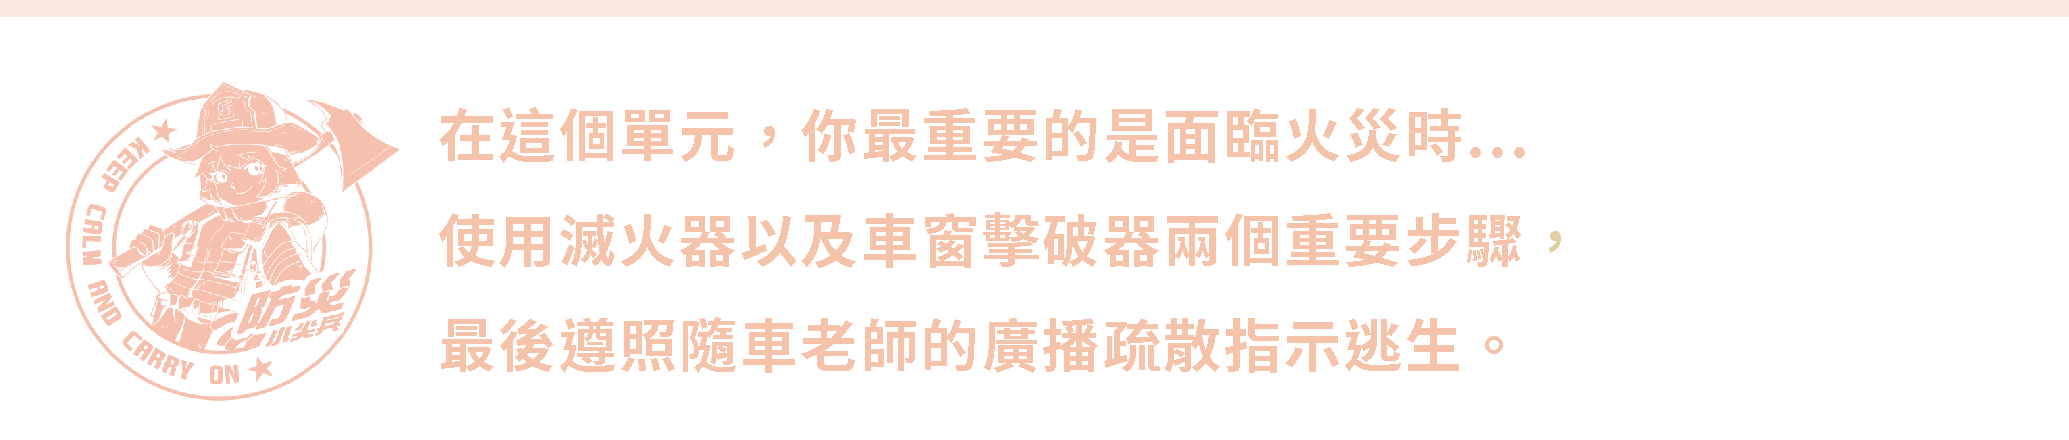 在這個單元，你最重要的是面臨火災時...
使用滅火器以及車窗擊破器兩個重要步驟，
最後遵照隨車老師的廣播疏散指示逃生。
KEEP CALM AND CARRY ON
防災
小尖兵